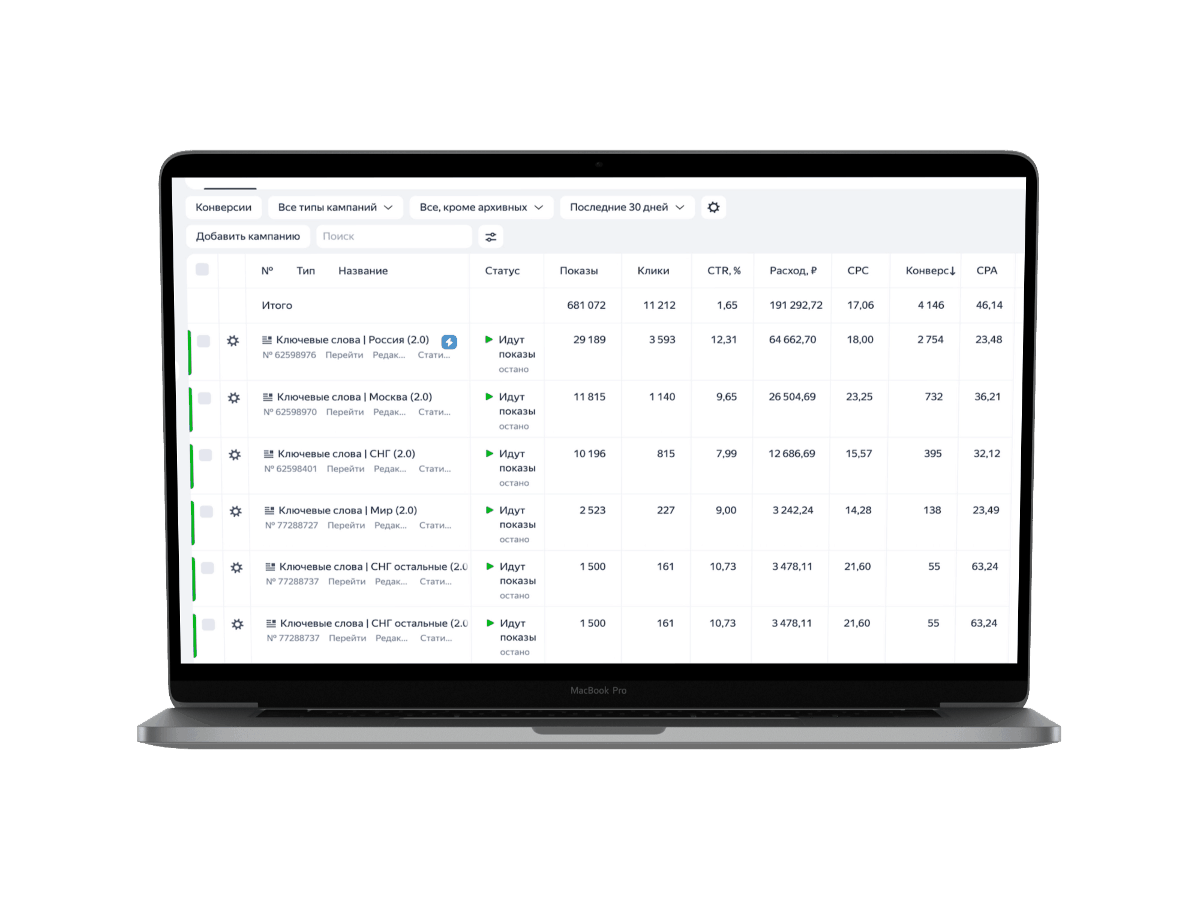 Конверсии Все типы кампаний Все, кроме архивных Последние 30 дней
Добавить кампанию Поиск
№ Тип Название Статус Показы Клики CTR, % Расход, ₽ CPC Конверс↓ CPA
Итого 681 072 11 212 1,65 191 292,72 17,06 4 146 46,14
Ключевые слова | Россия (2.0) Идут 29 189 3 593 12,31 64 662,70 18,00 2 754 23,48
№ 62598976 Перейти Редак... Стати... показы
остано
Ключевые слова | Москва (2.0) Идут 11 815 1 140 9,65 26 504,69 23,25 732 36,21
№ 62598970 Перейти Редак... Стати... показы
остано
Ключевые слова | СНГ (2.0) Идут 10 196 815 7,99 12 686,69 15,57 395 32,12
№ 62598401 Перейти Редак... Стати... показы
остано
Ключевые слова | Мир (2.0) Идут 2 523 227 9,00 3 242,24 14,28 138 23,49
№ 77288727 Перейти Редак... Стати... показы
остано
Ключевые слова | СНГ остальные (2.0 Идут 1 500 161 10,73 3 478,11 21,60 55 63,24
№ 77288737 Перейти Редак... Стати... показы
остано
Ключевые слова | СНГ остальные (2.0 Идут 1 500 161 10,73 3 478,11 21,60 55 63,24
№ 77288737 Перейти Редак... Стати... показы
остано
MacBook Pro